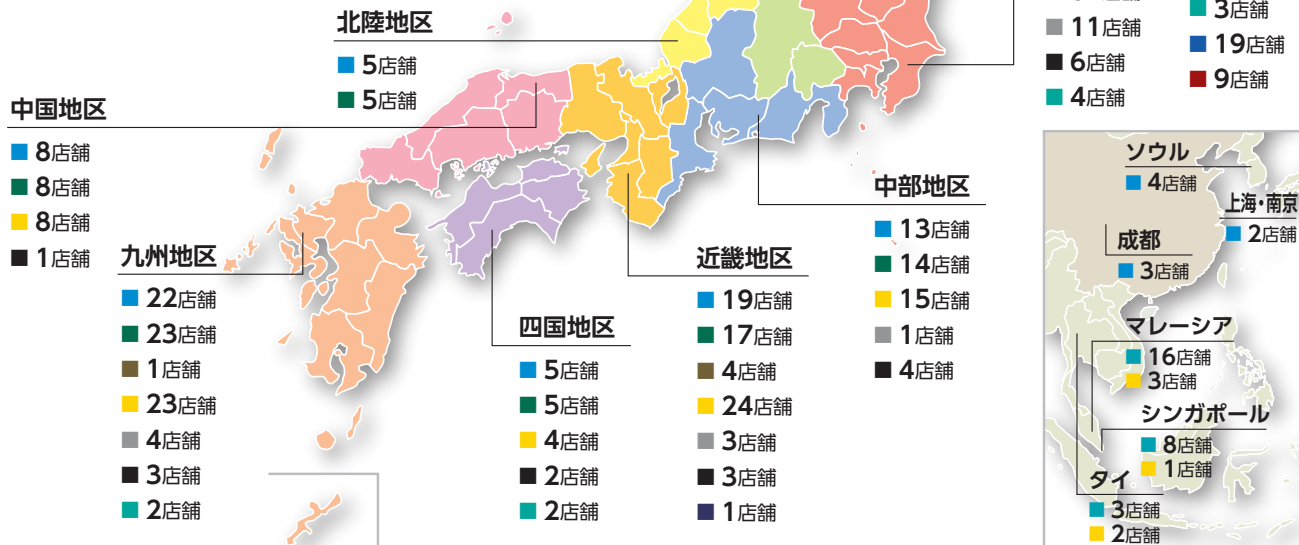 北陸地区
5店舗
5店舗
中国地区
8店舗
8店舗
8店舗
1店舗
九州地区
22店舗
23店舗
1店舗
23店舗
4店舗
3店舗
2店舗
四国地区
5店舗
5店舗
4店舗
2店舗
2店舗
近畿地区
19店舗
17店舗
4店舗
24店舗
3店舗
3店舗
1店舗
中部地区
13店舗
14店舗
15店舗
1店舗
4店舗
11店舗
6店舗
4店舗
3店舗
19店舗
9店舗
ソウル
4店舗
上海・南京
2店舗
成都
3店舗
マレーシア
16店舗
3店舗
シンガポール
8店舗
1店舗
タイ
3店舗
2店舗